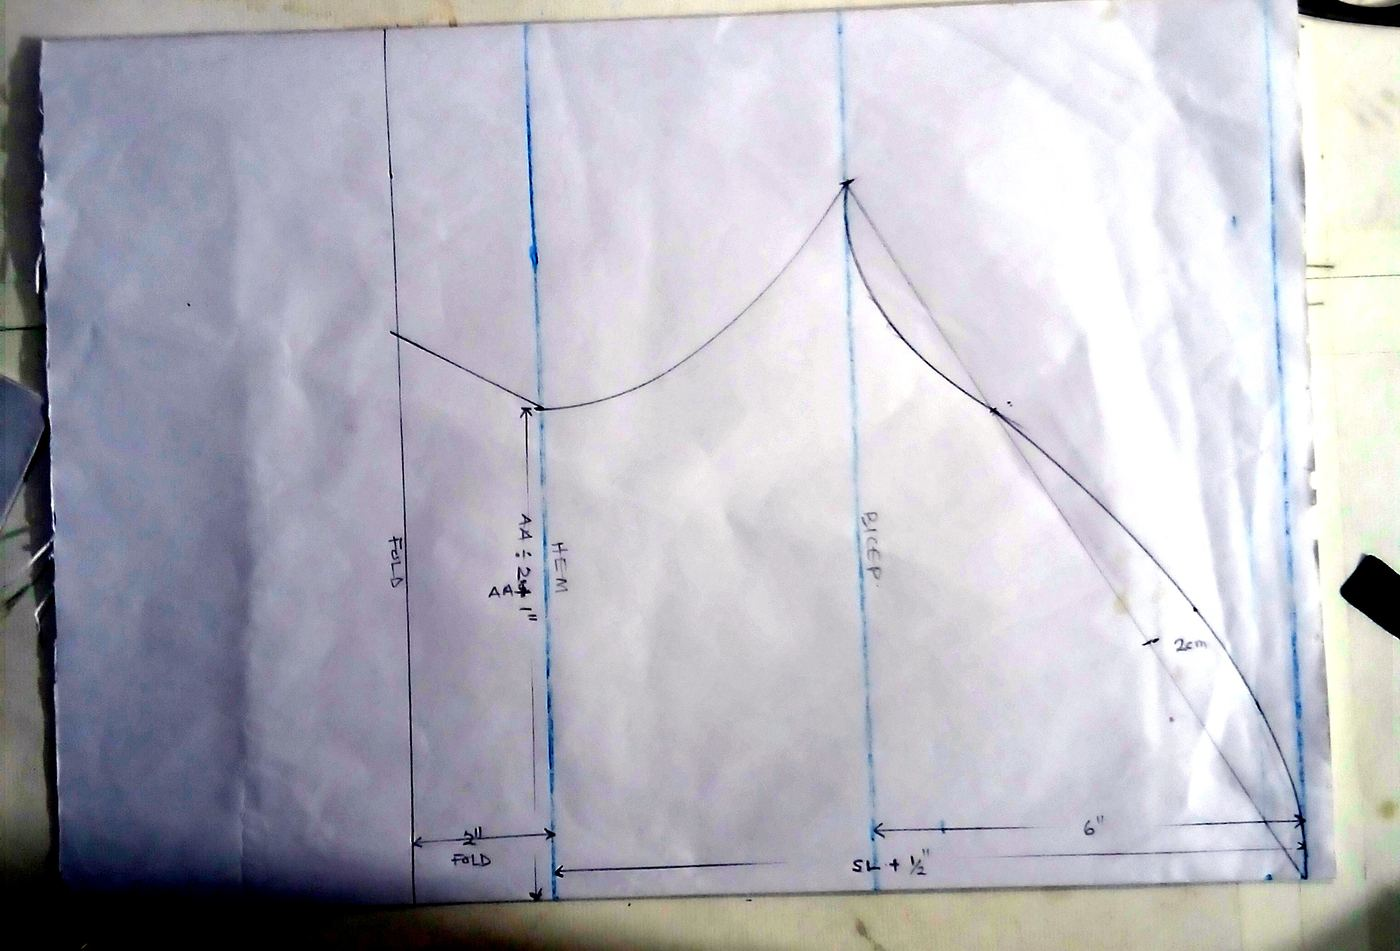 FOLD
AA ÷ 2 + 1"
AA
HEM
BICEP
2cm
2"
FOLD
6"
SL + ½"